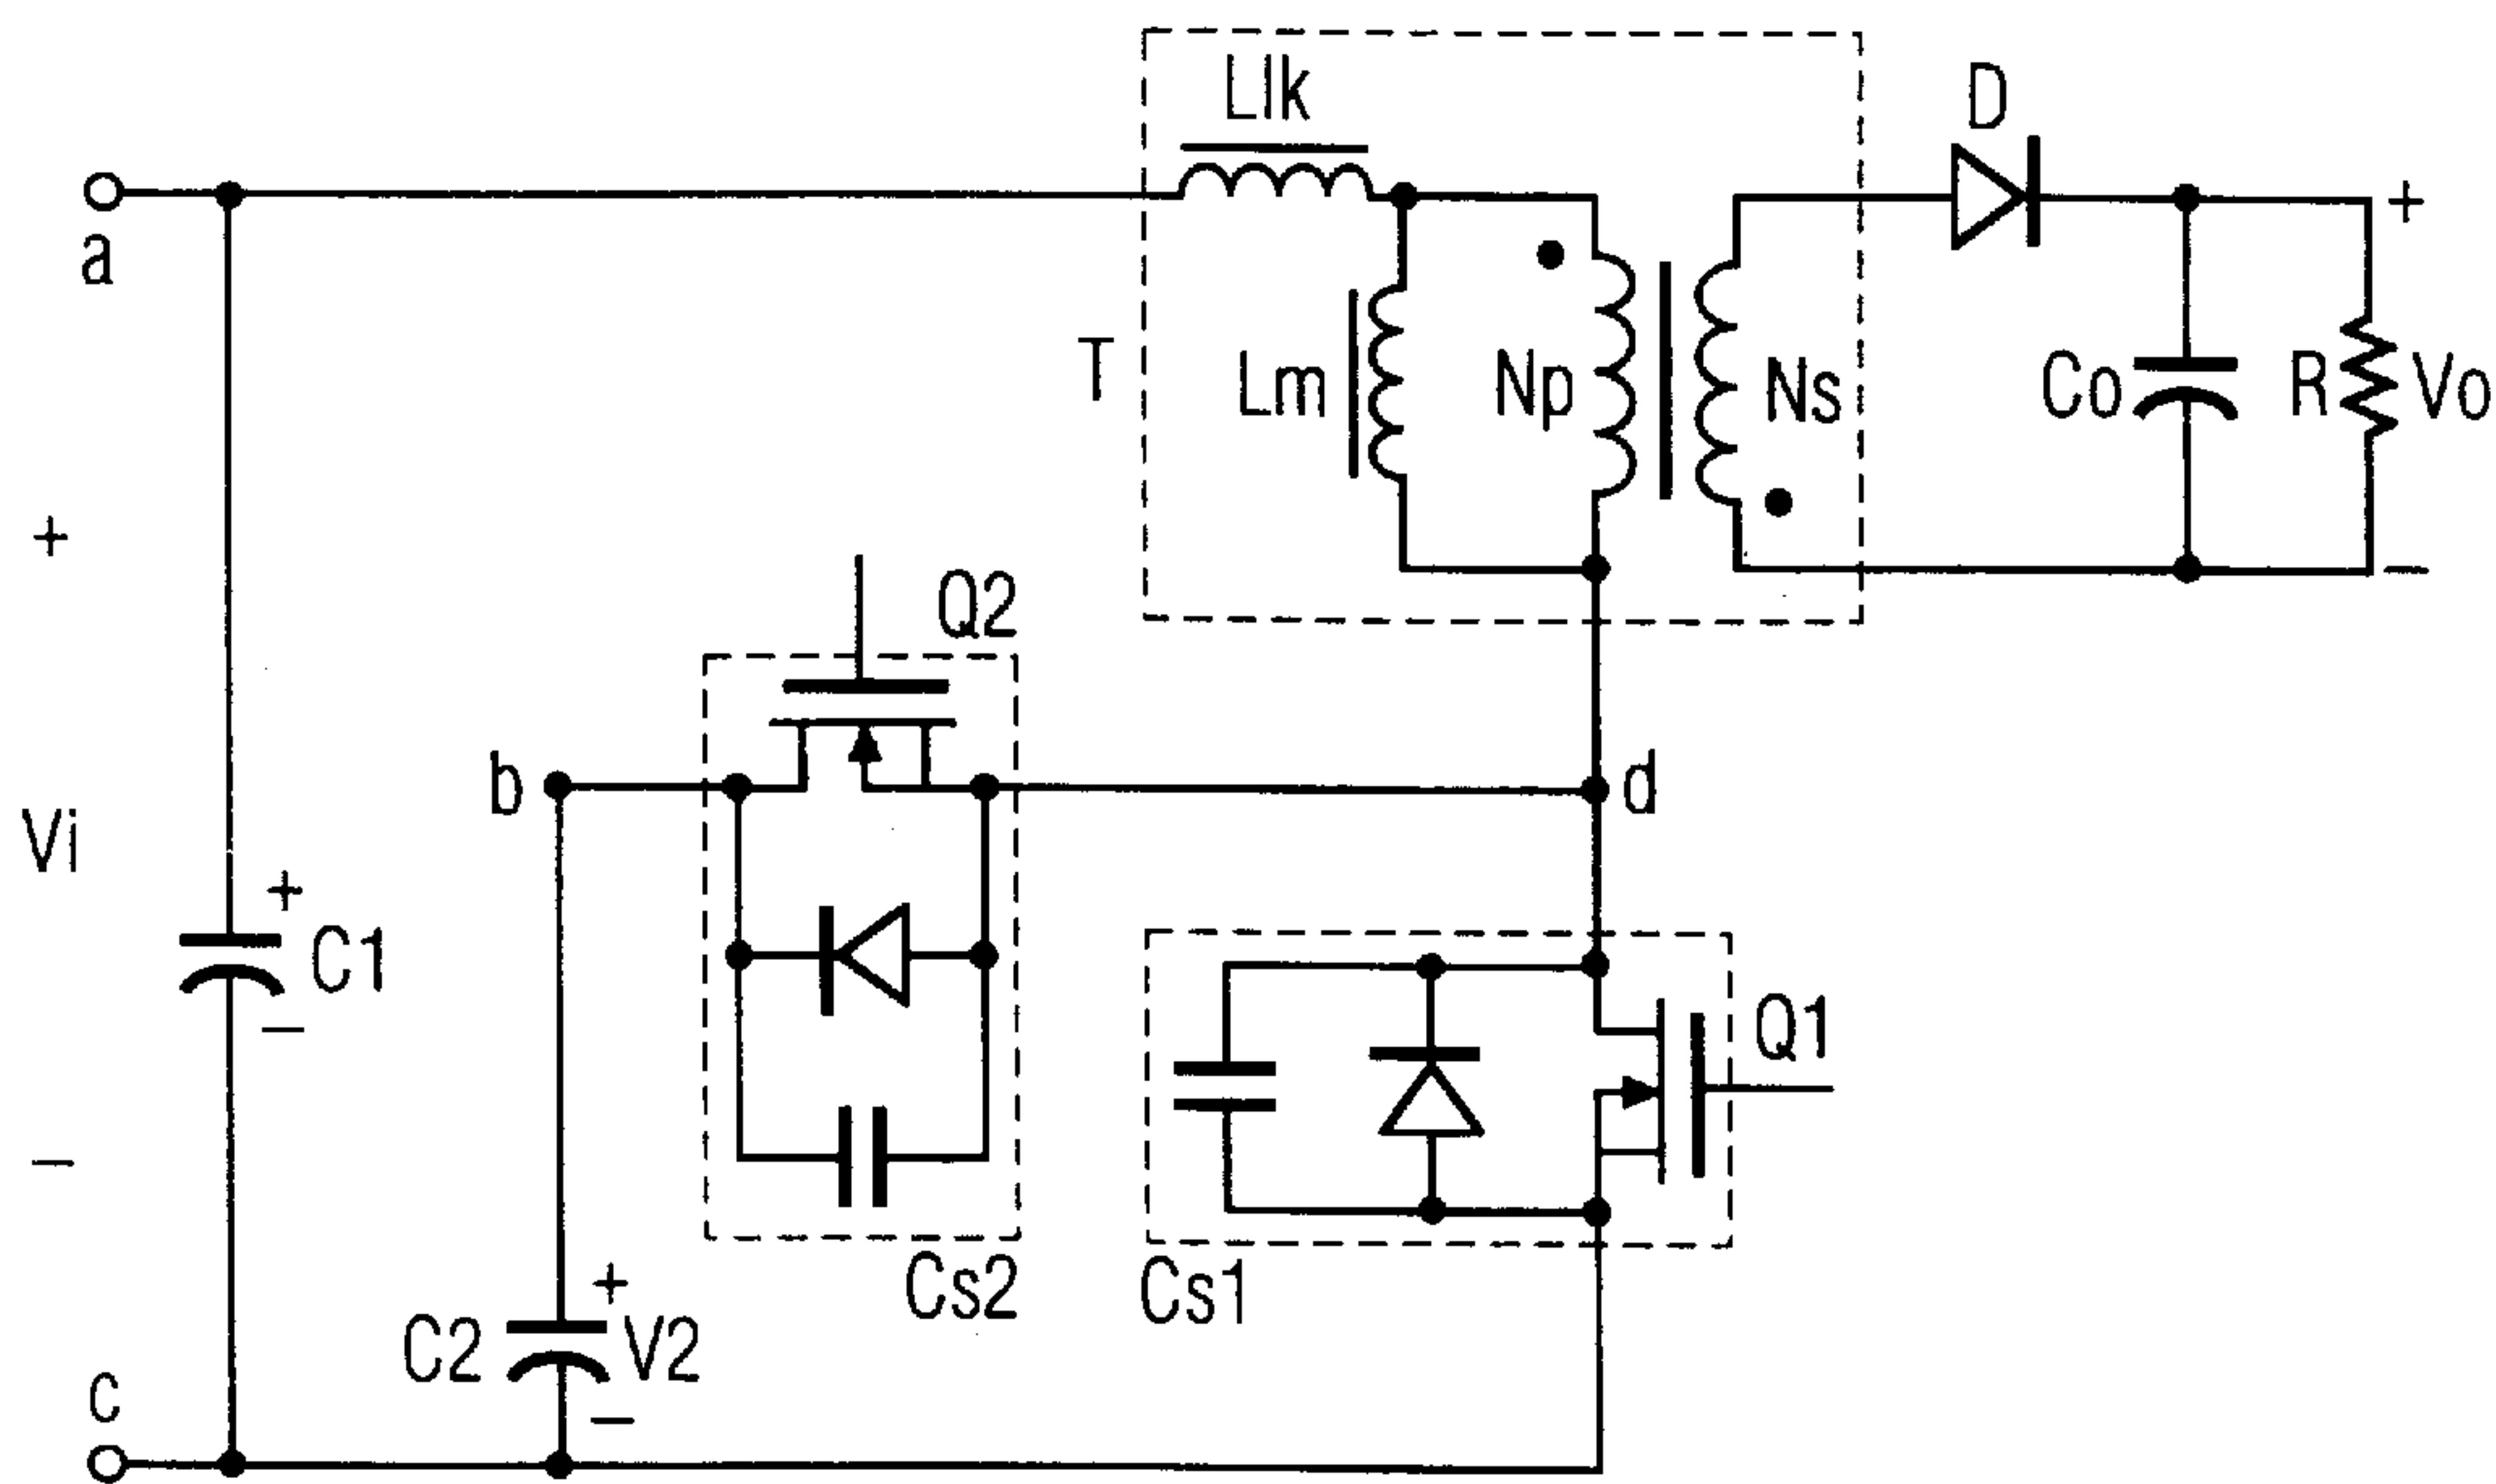 Llk
D
a
+
T
Lm
Np
Ns
Co
R
Vo
+
Q2
−
b
d
Vi
+
C1
−
Q1
−
Cs2
Cs1
+
C2
V2
c
−